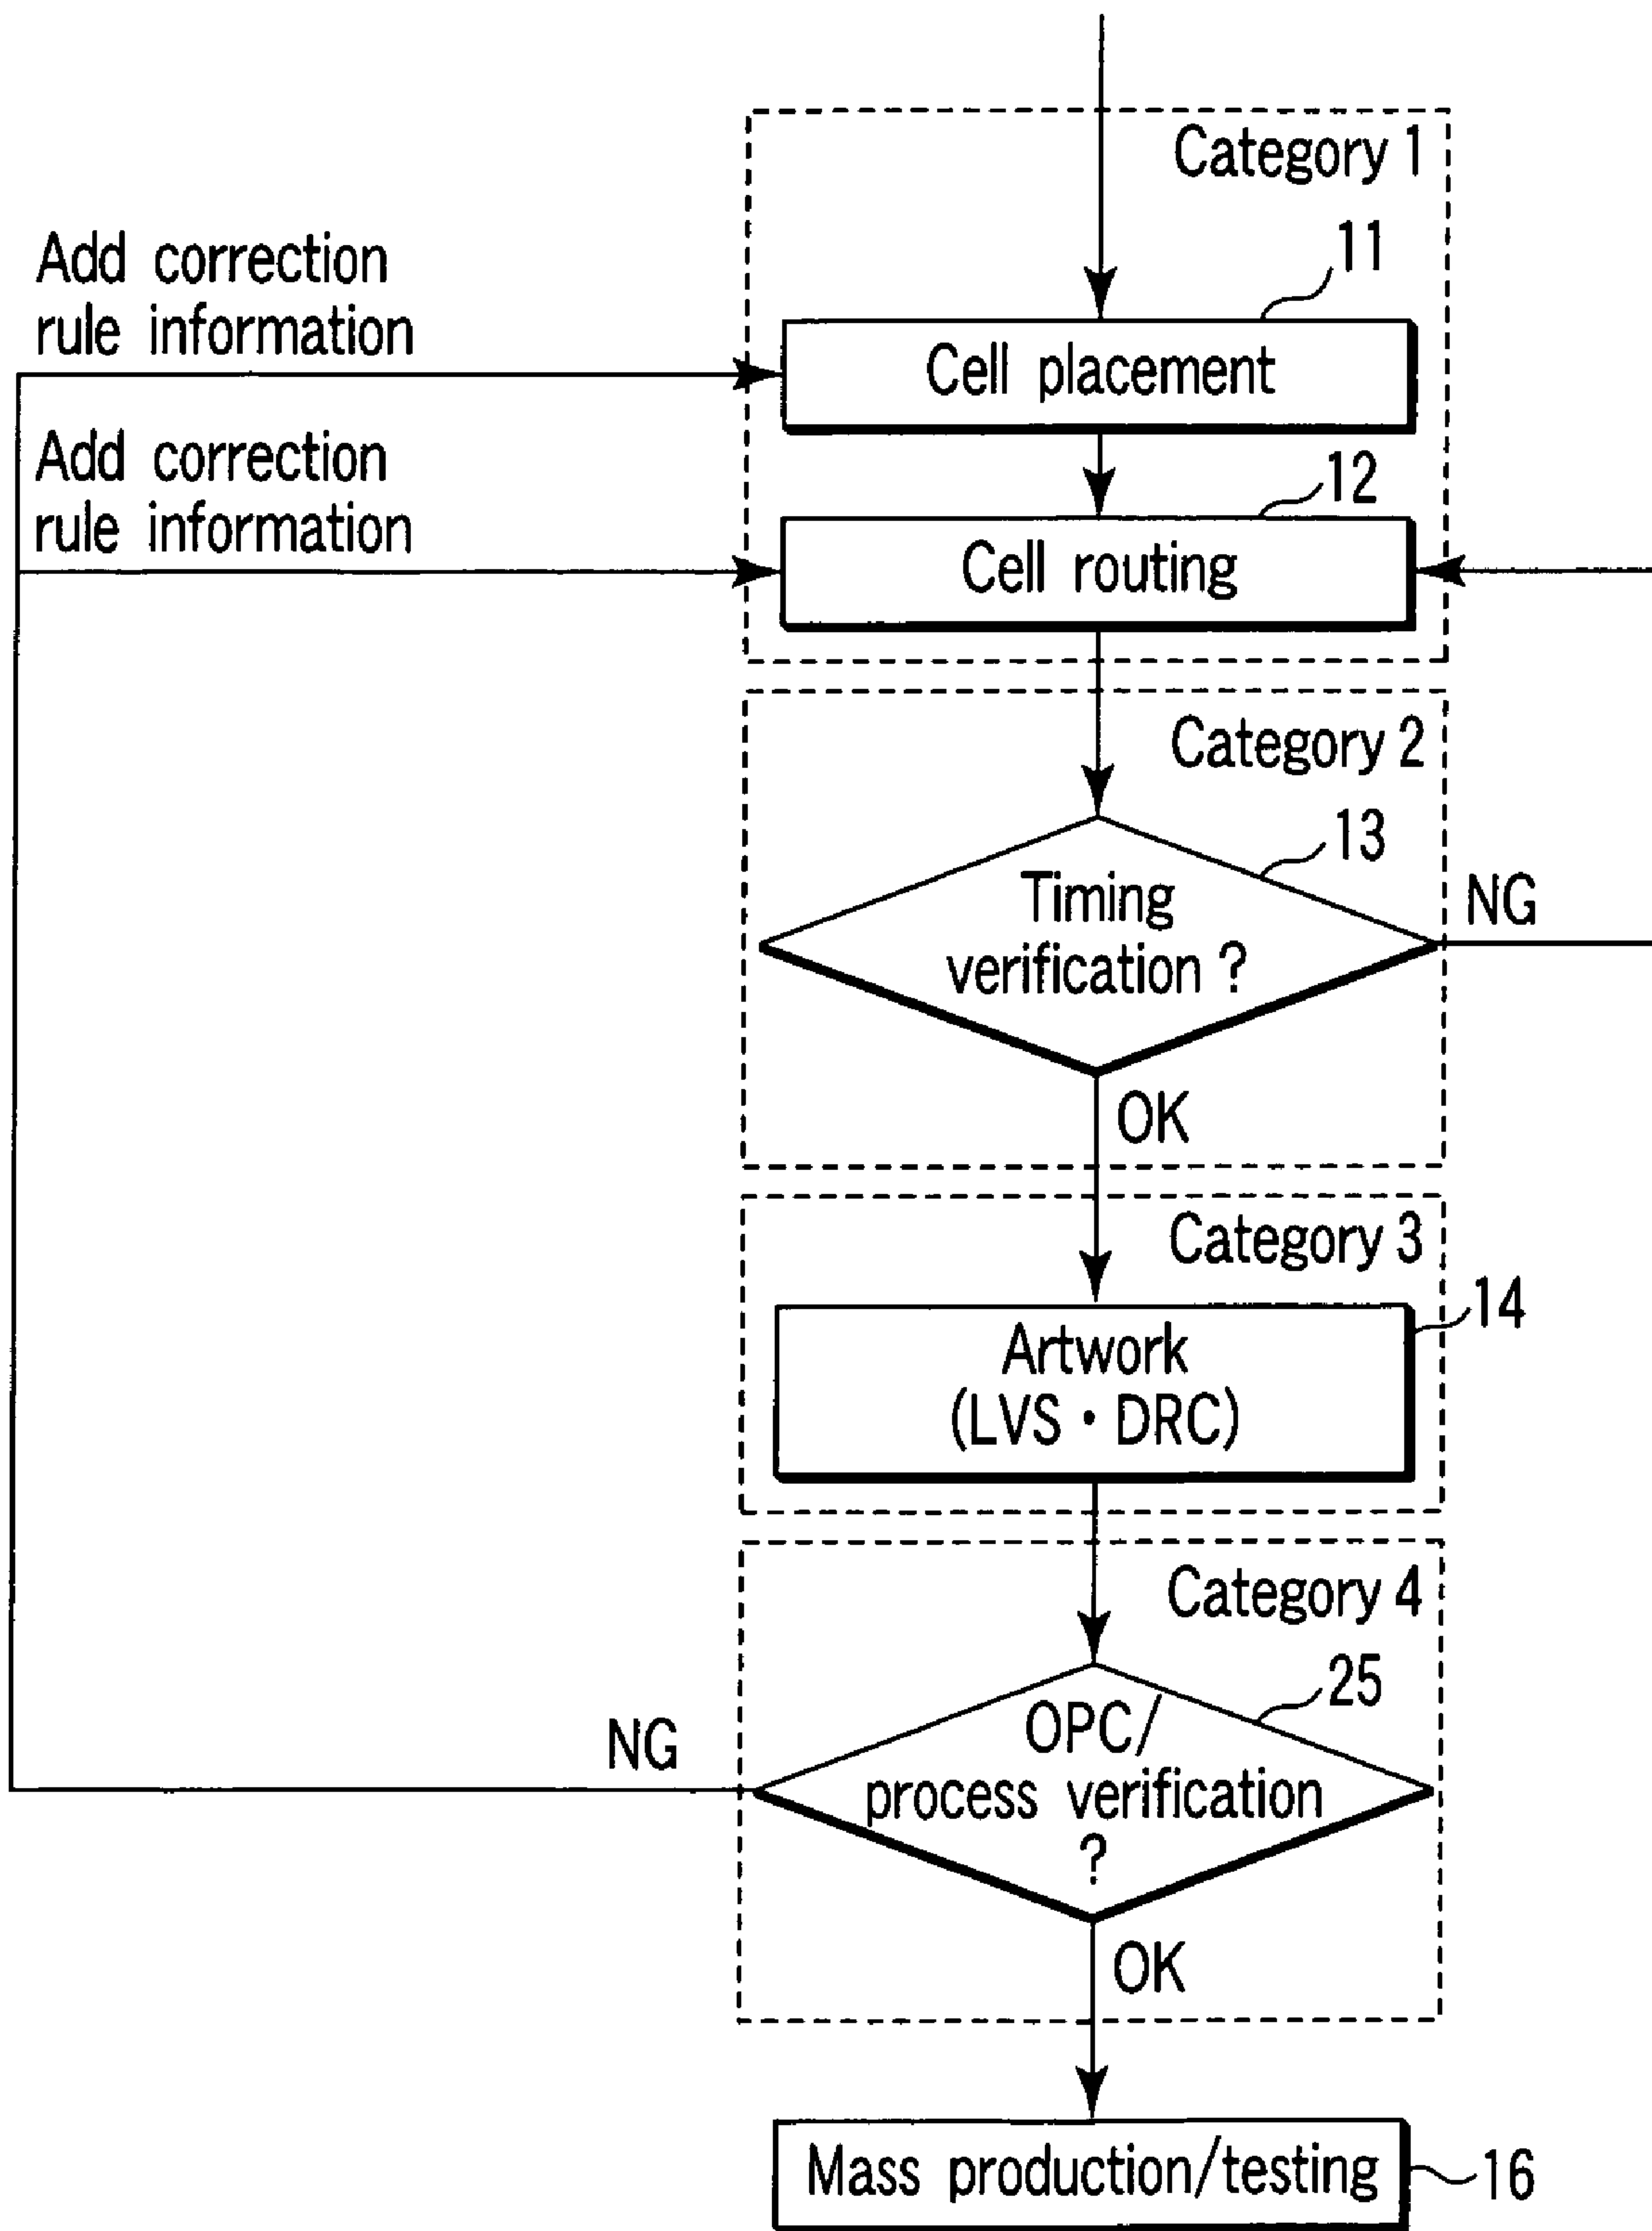 Category 1
11
Add correction
rule information
Cell placement
Add correction
rule information
12
Cell routing
Category 2
13
Timing
verification ?
NG
OK
Category 3
14
Artwork
(LVS・DRC)
Category 4
25
OPC/
process verification
?
NG
OK
Mass production/testing
16